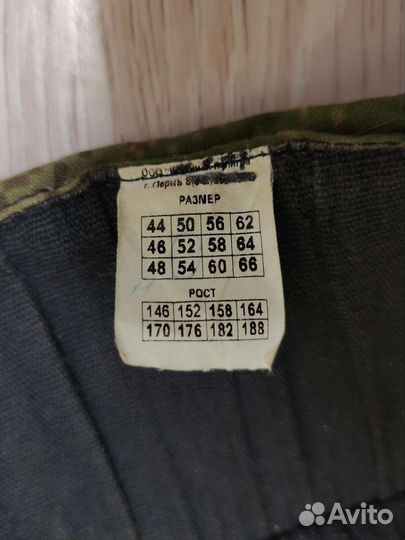 ООО
г. Пермь
РАЗМЕР
44 50 56 62
46 52 58 64
48 54 60 66
РОСТ
146 152 158 164
170 176 182 188
Avito